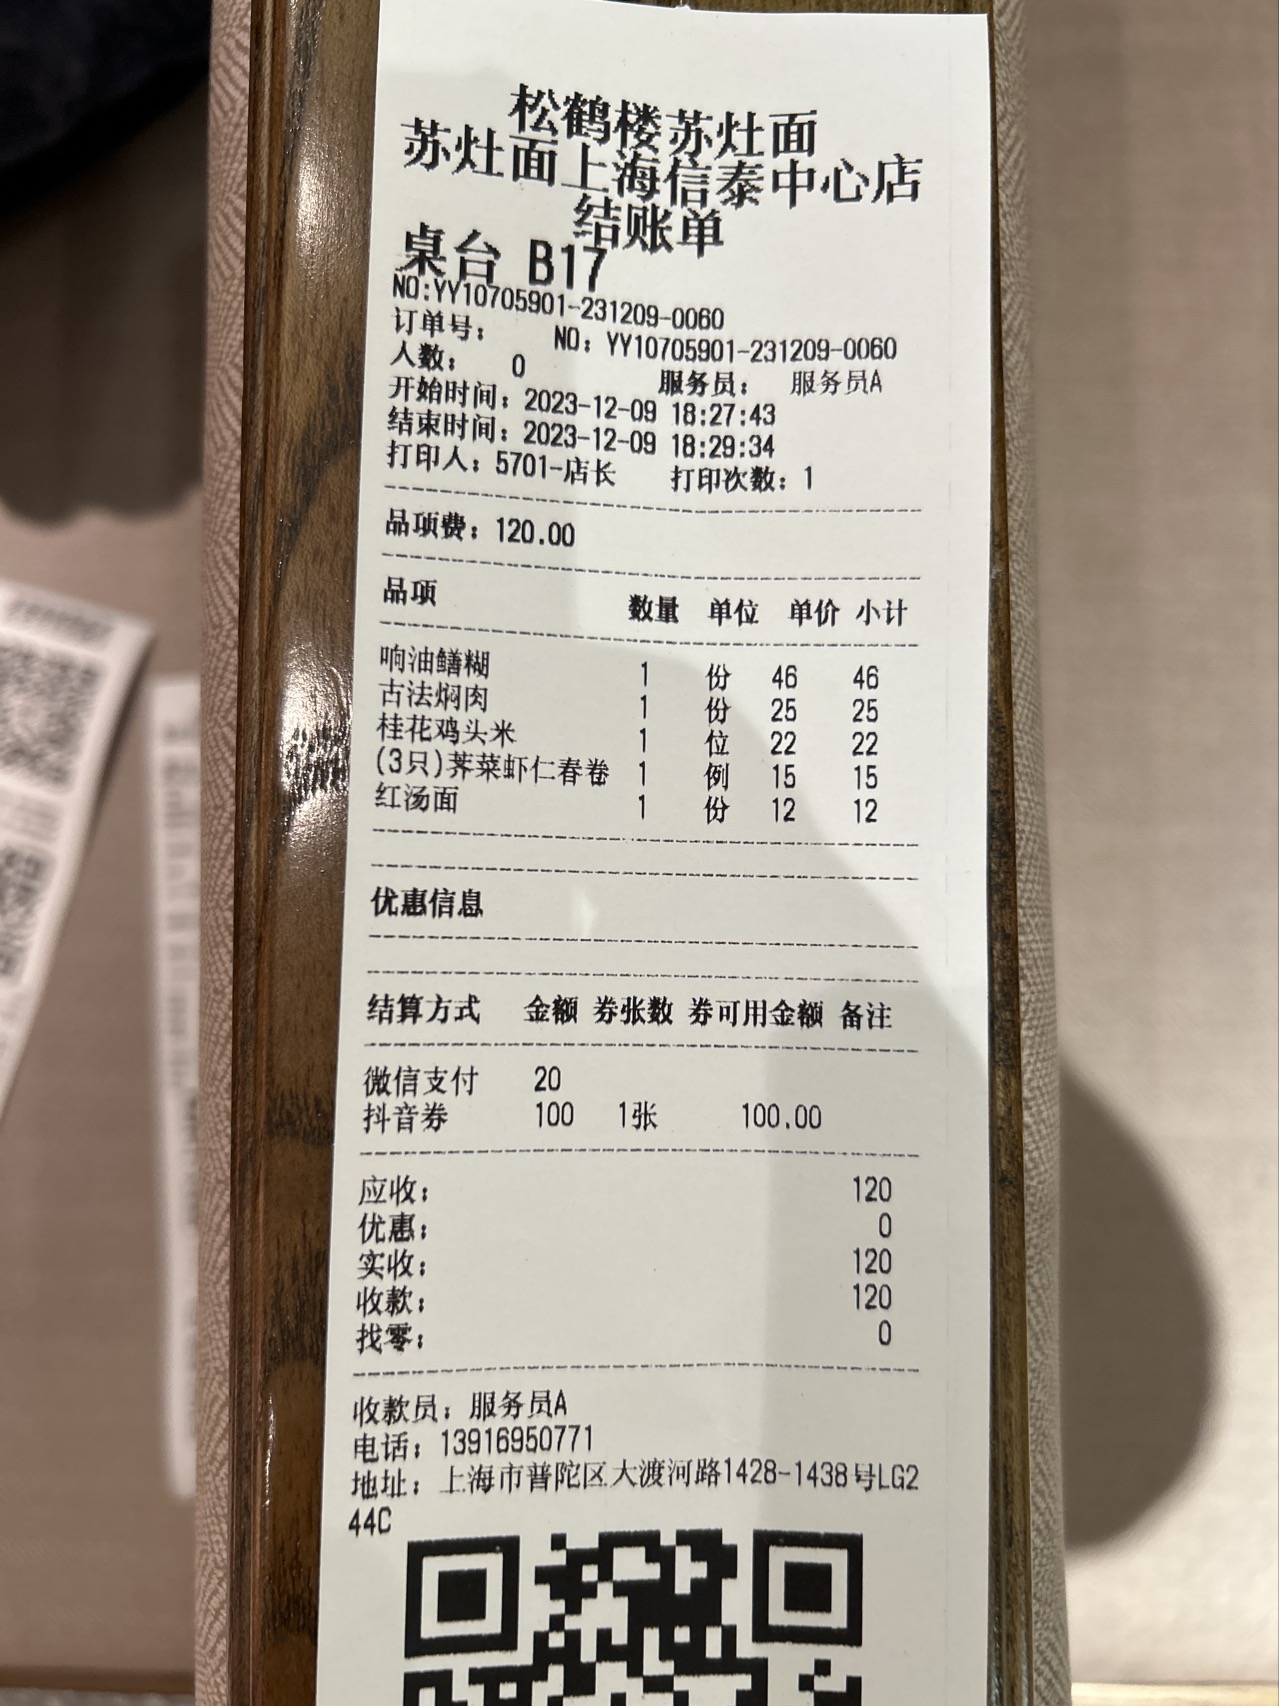 松鹤楼苏灶面
苏灶面上海信泰中心店
结账单
桌台 B17
NO:YY10705901-231209-0060
订单号： NO：YY10705901-231209-0060
人数： 0 服务员： 服务员A
开始时间：2023-12-09 18:27:43
结束时间：2023-12-09 18:29:34
打印人：5701-店长 打印次数：1
品项费：120.00
品项 数量 单位 单价 小计
响油鳝糊 1 份 46 46
古法焖肉 1 份 25 25
桂花鸡头米 1 位 22 22
(3只)荠菜虾仁春卷 1 例 15 15
红汤面 1 份 12 12
优惠信息
结算方式 金额 券张数 券可用金额 备注
微信支付 20
抖音券 100 1张 100.00
应收： 120
优惠： 0
实收： 120
收款： 120
找零： 0
收款员：服务员A
电话：13916950771
地址：上海市普陀区大渡河路1428-1438号LG2
44C